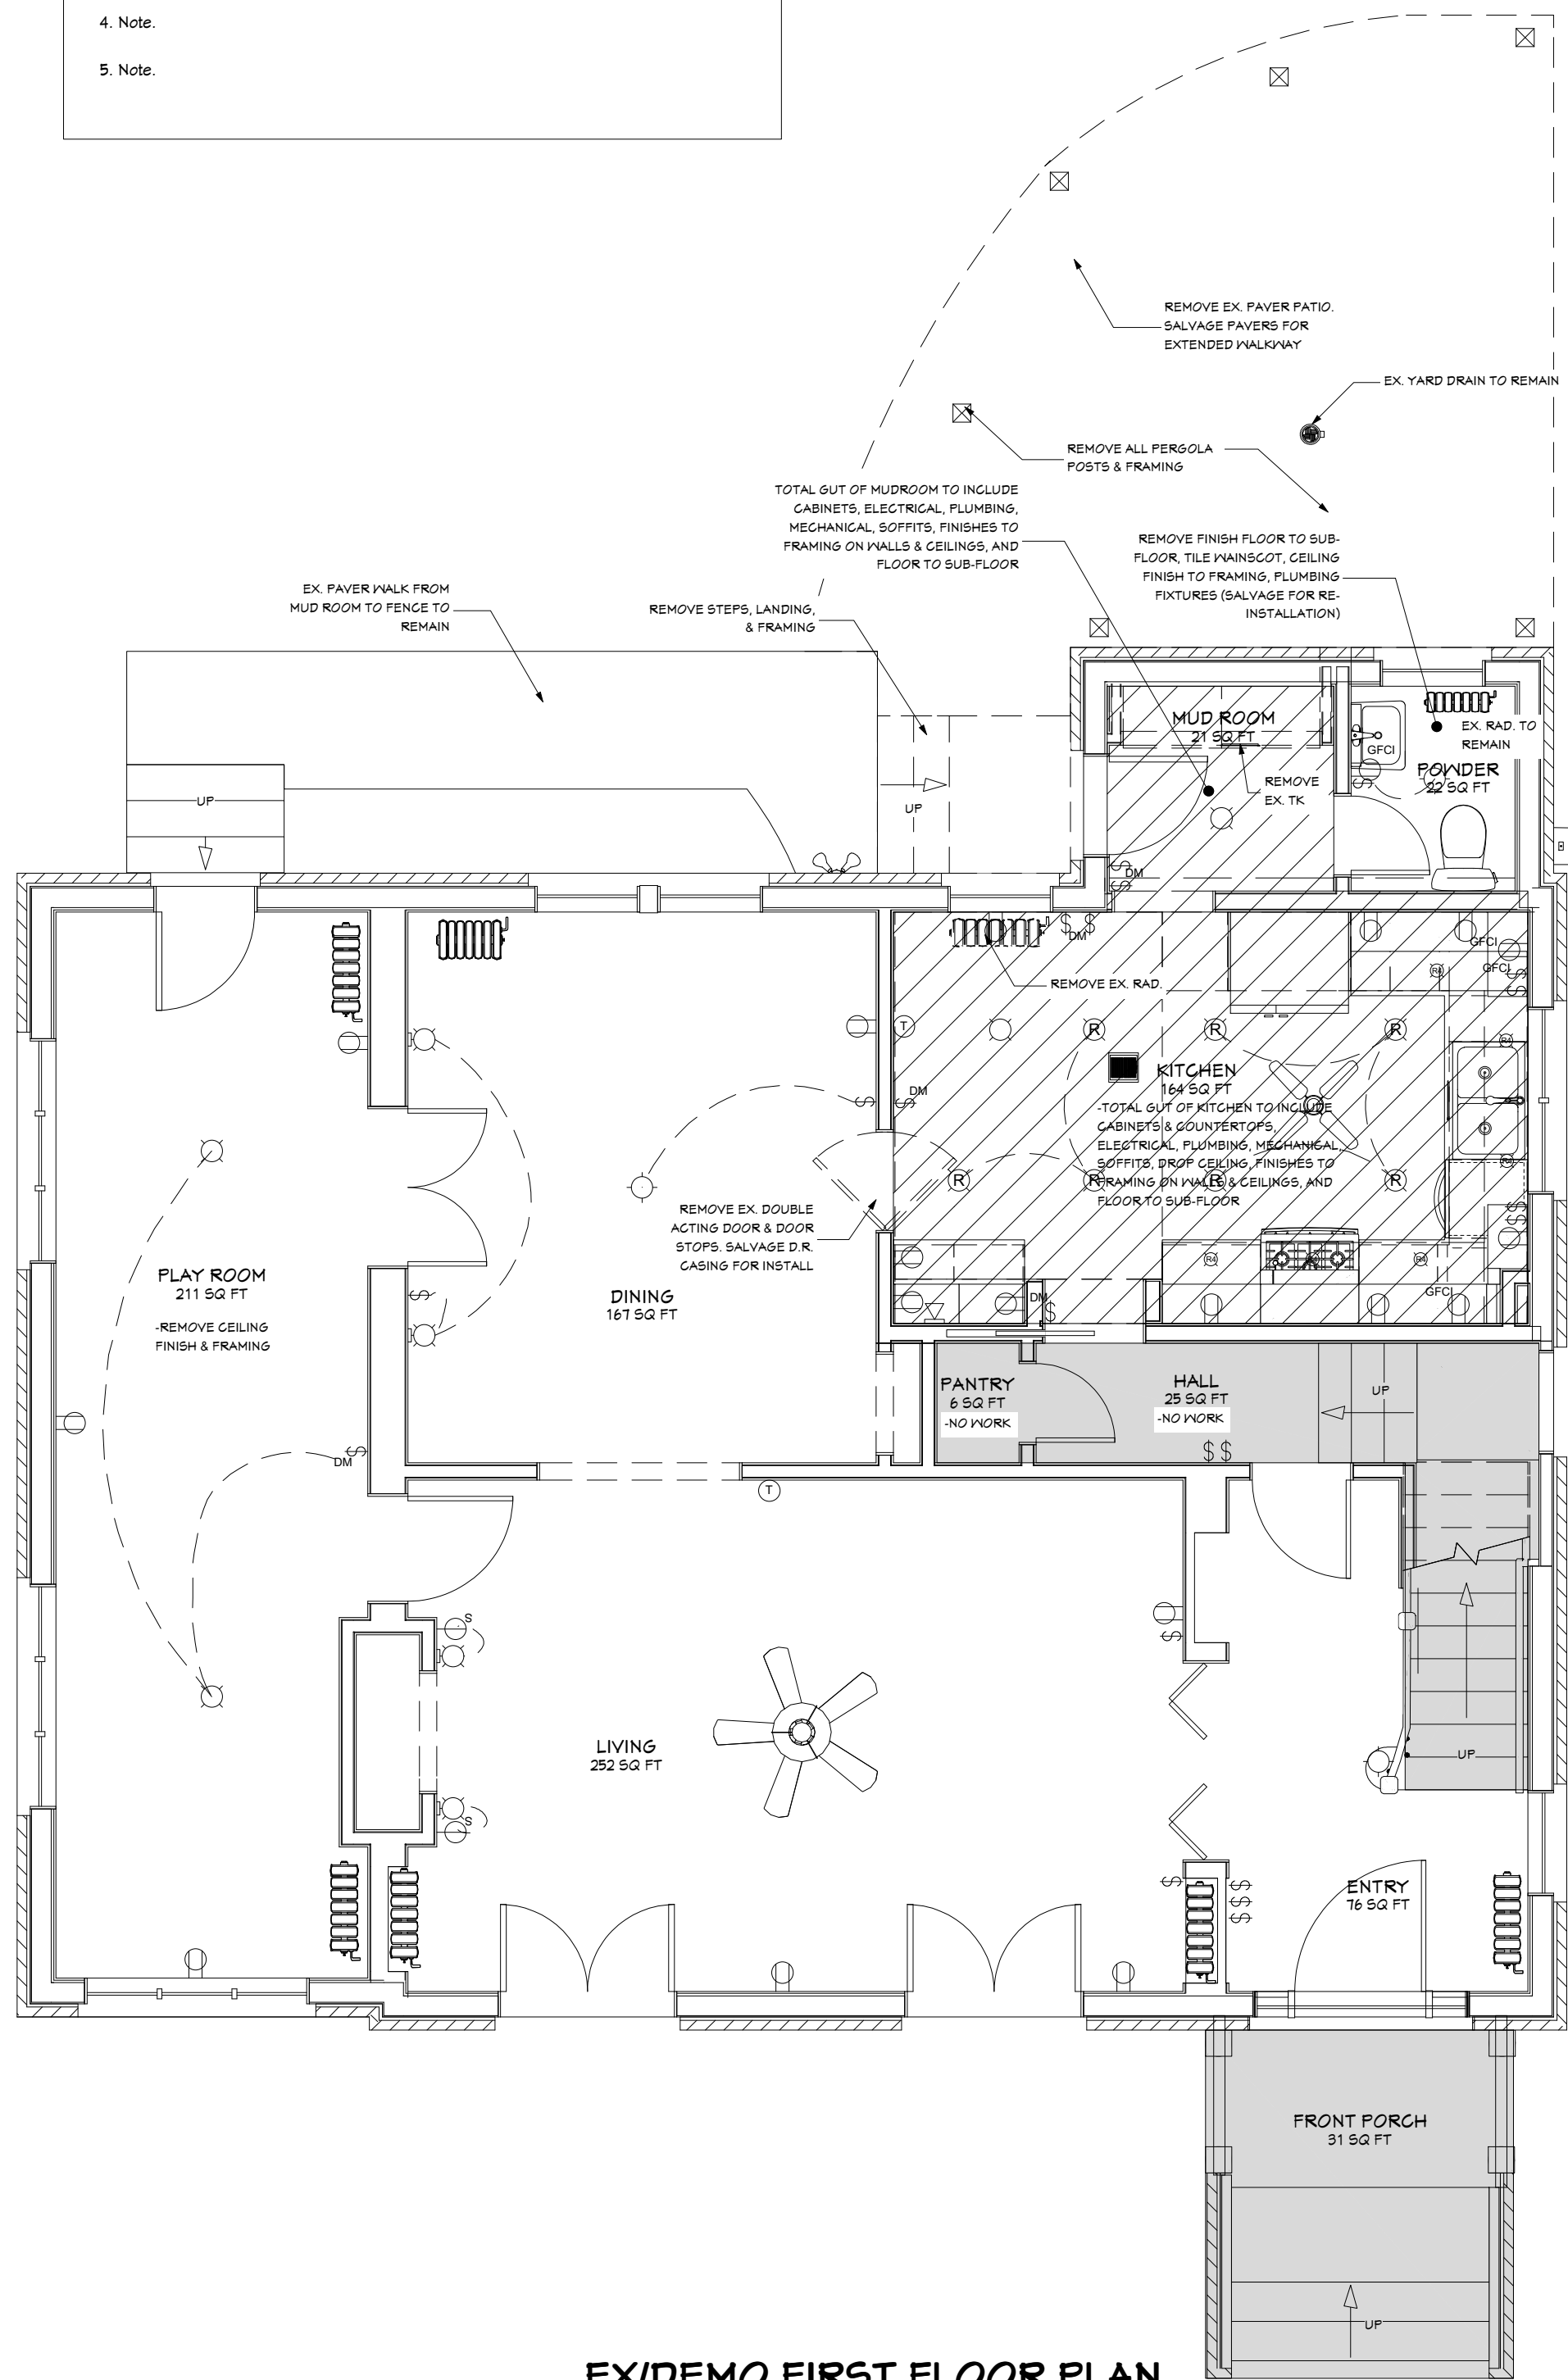 4. Note.
5. Note.
REMOVE EX. PAVER PATIO.
SALVAGE PAVERS FOR
EXTENDED WALKWAY
EX. YARD DRAIN TO REMAIN
REMOVE ALL PERGOLA
POSTS & FRAMING
TOTAL GUT OF MUDROOM TO INCLUDE
CABINETS, ELECTRICAL, PLUMBING,
MECHANICAL, SOFFITS, FINISHES TO
FRAMING ON WALLS & CEILINGS, AND
FLOOR TO SUB-FLOOR
REMOVE FINISH FLOOR TO SUB-
FLOOR, TILE WAINSCOT, CEILING
FINISH TO FRAMING, PLUMBING
FIXTURES (SALVAGE FOR RE-
INSTALLATION)
EX. PAVER WALK FROM
MUD ROOM TO FENCE TO
REMAIN
REMOVE STEPS, LANDING,
& FRAMING
MUD ROOM
21 SQ FT
EX. RAD. TO
REMAIN
GFCI
POWDER
22 SQ FT
REMOVE
EX. TK
UP
UP
DM
DM
GFCI
GFCI
REMOVE EX. RAD.
R4
T
R
R
R
R4
KITCHEN
164 SQ FT
-TOTAL GUT OF KITCHEN TO INCLUDE
CABINETS & COUNTERTOPS,
ELECTRICAL, PLUMBING, MECHANICAL,
SOFFITS, DROP CEILING, FINISHES TO
FRAMING ON WALLS & CEILINGS, AND
FLOOR TO SUB-FLOOR
DM
R4
R
R
R
R
REMOVE EX. DOUBLE
ACTING DOOR & DOOR
STOPS. SALVAGE D.R.
CASING FOR INSTALL
R4
R4
GFCI
DM
PLAY ROOM
211 SQ FT
-REMOVE CEILING
FINISH & FRAMING
DINING
167 SQ FT
PANTRY
6 SQ FT
-NO WORK
HALL
25 SQ FT
-NO WORK
UP
DM
T
S
LIVING
252 SQ FT
UP
S
ENTRY
76 SQ FT
FRONT PORCH
31 SQ FT
UP
EX/DEMO FIRST FLOOR PLAN